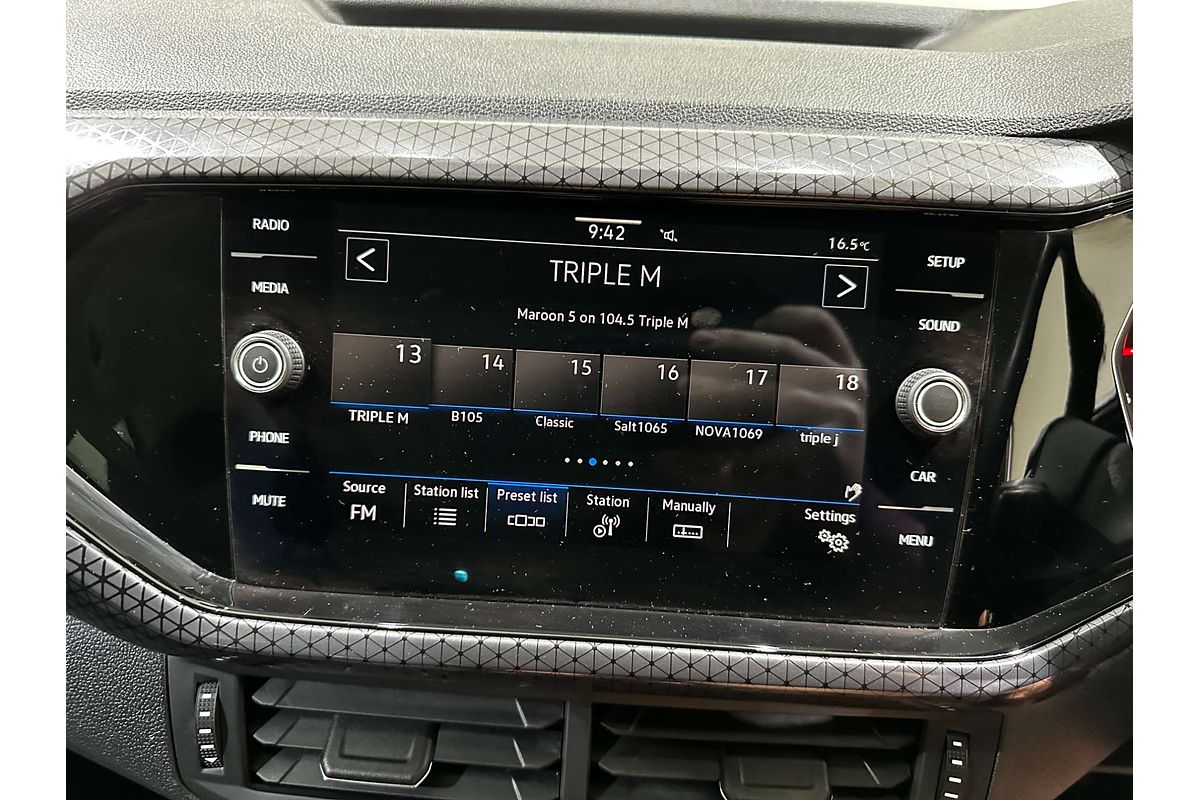 RADIO
MEDIA
PHONE
MUTE
9:42
16.5°C
TRIPLE M
Maroon 5 on 104.5 Triple M
13
14
15
16
17
18
TRIPLE M
B105
Classic
Salt1065
NOVA1069
triple j
Source
FM
Station list
Preset list
Station
Manually
Settings
SETUP
SOUND
CAR
MENU